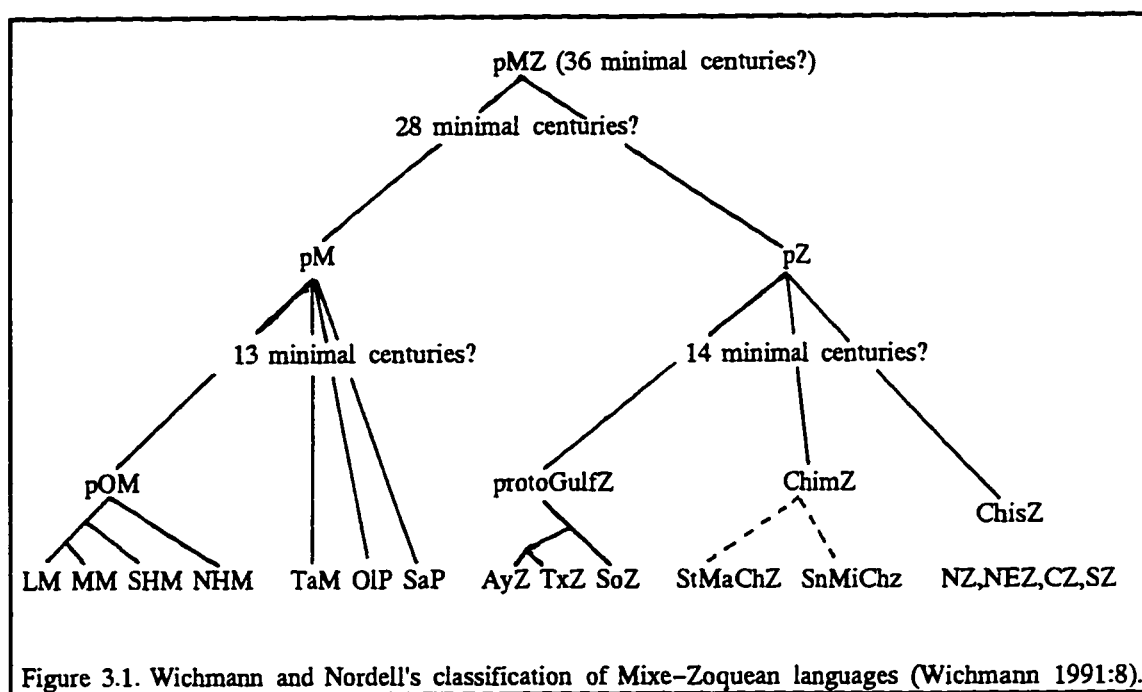 pMZ (36 minimal centuries?)
28 minimal centuries?
pM pZ
13 minimal centuries? 14 minimal centuries?
pOM protoGulfZ ChimZ ChisZ
LM MM SHM NHM TaM OlP SaP AyZ TxZ SoZ StMaChZ SnMiChz NZ,NEZ,CZ,SZ
Figure 3.1. Wichmann and Nordell's classification of Mixe-Zoquean languages (Wichmann 1991:8).